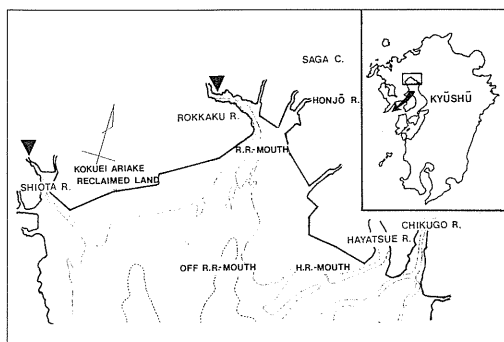 SAGA C.
HONJŌ R.
ROKKAKU R.
R.R.-MOUTH
KOKUEI ARIAKE
RECLAIMED LAND
SHIOTA R.
KYŪSHŪ
CHIKUGO R.
HAYATSUE R.
OFF R.R.-MOUTH
H.R.-MOUTH